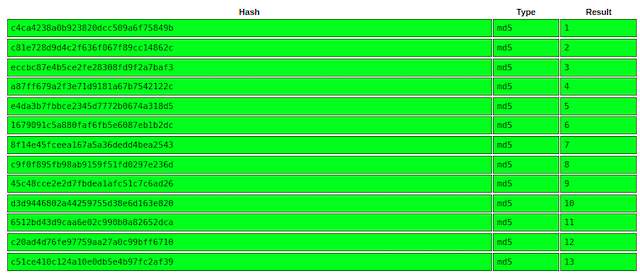 Hash Type Result
c4ca4238a0b923820dcc509a6f75849b md5 1
c81e728d9d4c2f636f067f89cc14862c md5 2
eccbc87e4b5ce2fe28308fd9f2a7baf3 md5 3
a87ff679a2f3e71d9181a67b7542122c md5 4
e4da3b7fbbce2345d7772b0674a318d5 md5 5
1679091c5a880faf6fb5e6087eb1b2dc md5 6
8f14e45fceea167a5a36dedd4bea2543 md5 7
c9f0f895fb98ab9159f51fd0297e236d md5 8
45c48cce2e2d7fbdea1afc51c7c6ad26 md5 9
d3d9446802a44259755d38e6d163e820 md5 10
6512bd43d9caa6e02c990b0a82652dca md5 11
c20ad4d76fe97759aa27a0c99bff6710 md5 12
c51ce410c124a10e0db5e4b97fc2af39 md5 13